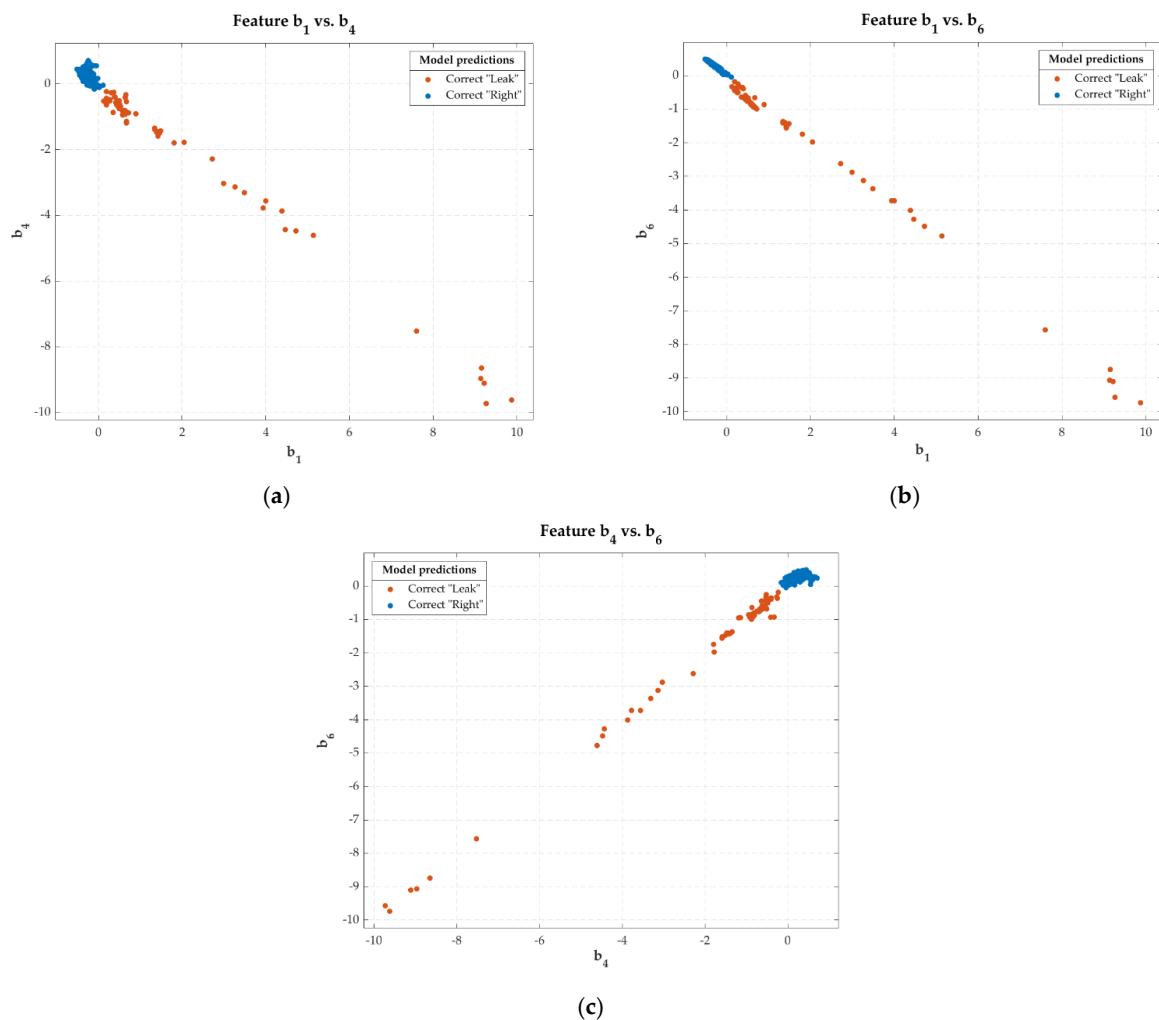 Feature b1 vs. b4
Model predictions
Correct "Leak"
Correct "Right"
0
-2
-4
-6
-8
-10
b4
0 2 4 6 8 10
b1
(a)
Feature b1 vs. b6
Model predictions
Correct "Leak"
Correct "Right"
1
0
-1
-2
-3
-4
-5
-6
-7
-8
-9
-10
b6
0 2 4 6 8 10
b1
(b)
Feature b4 vs. b6
Model predictions
Correct "Leak"
Correct "Right"
0
-1
-2
-3
-4
-5
-6
-7
-8
-9
-10
b6
-10 -8 -6 -4 -2 0
b4
(c)